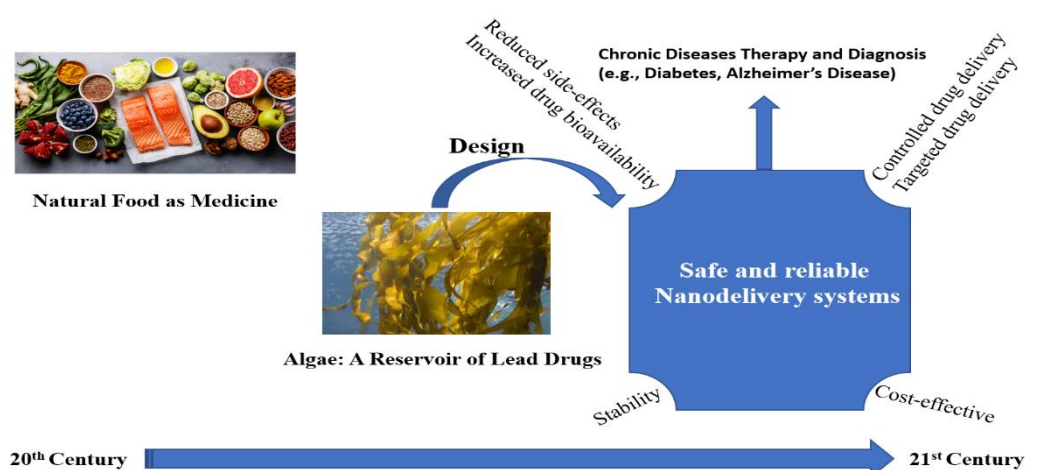 Reduced side-effects
Increased drug bioavailability
Chronic Diseases Therapy and Diagnosis
(e.g., Diabetes, Alzheimer's Disease)
Controlled drug delivery
Targeted drug delivery
Design
Natural Food as Medicine
Safe and reliable
Nanodelivery systems
Algae: A Reservoir of Lead Drugs
Stability
Cost-effective
20th Century
21st Century